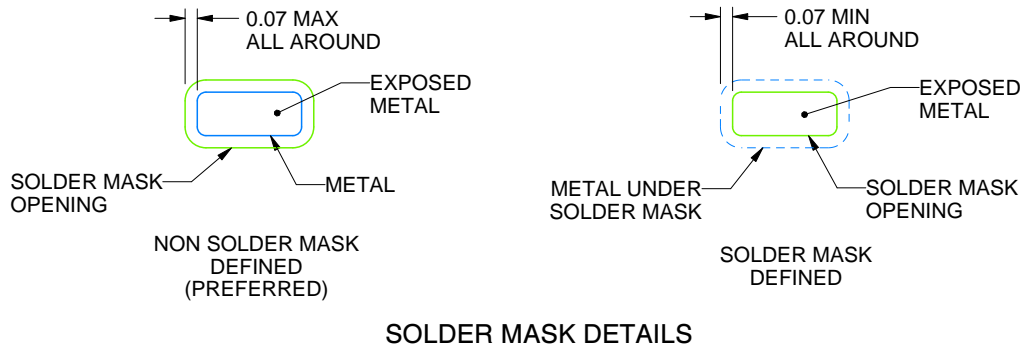 0.07 MAX
ALL AROUND
EXPOSED
METAL
SOLDER MASK
OPENING
METAL
NON SOLDER MASK
DEFINED
(PREFERRED)
0.07 MIN
ALL AROUND
EXPOSED
METAL
METAL UNDER
SOLDER MASK
SOLDER MASK
OPENING
SOLDER MASK
DEFINED
SOLDER MASK DETAILS